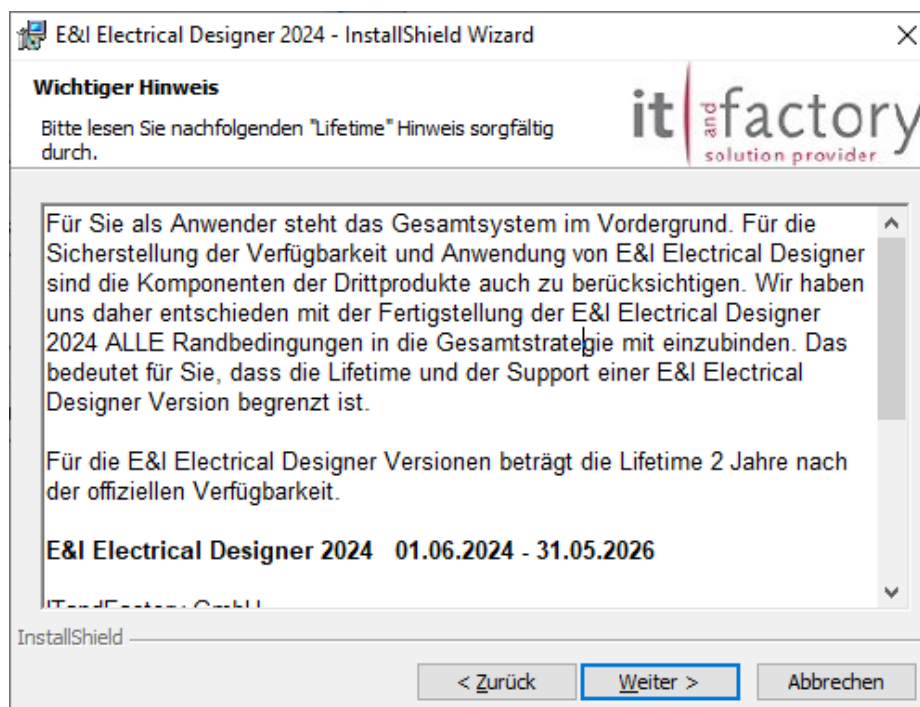 E&I Electrical Designer 2024 - InstallShield Wizard
Wichtiger Hinweis
Bitte lesen Sie nachfolgenden "Lifetime" Hinweis sorgfältig
durch.
it and factory
solution provider
Für Sie als Anwender steht das Gesamtsystem im Vordergrund. Für die
Sicherstellung der Verfügbarkeit und Anwendung von E&I Electrical Designer
sind die Komponenten der Drittprodukte auch zu berücksichtigen. Wir haben
uns daher entschieden mit der Fertigstellung der E&I Electrical Designer
2024 ALLE Randbedingungen in die Gesamtstrategie mit einzubinden. Das
bedeutet für Sie, dass die Lifetime und der Support einer E&I Electrical
Designer Version begrenzt ist.
Für die E&I Electrical Designer Versionen beträgt die Lifetime 2 Jahre nach
der offiziellen Verfügbarkeit.
E&I Electrical Designer 2024 01.06.2024 - 31.05.2026
ITandFactory GmbH
InstallShield
< Zurück
Weiter >
Abbrechen